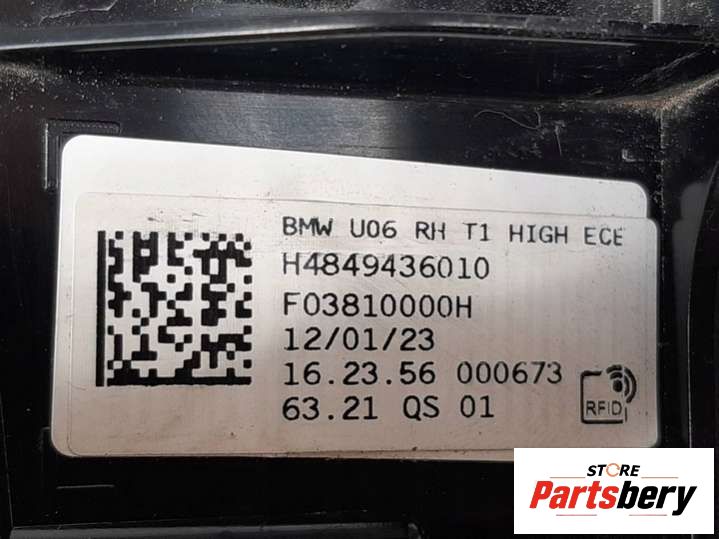 BMW U06 RH T1 HIGH ECE
H4849436010
F03810000H
12/01/23
16.23.56 000673
63.21 QS 01
RFID
STORE
Partsbery